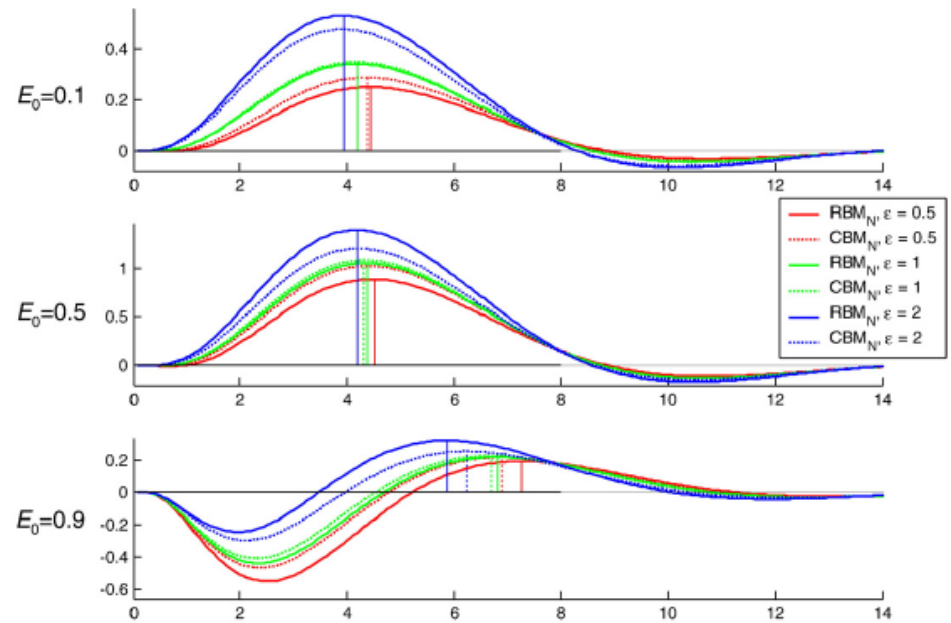 E0=0.1
0.4
0.2
0
0 2 4 6 8 10 12 14
E0=0.5
1
0.5
0
0 2 4 6 8 10 12 14
RBMN, ε = 0.5
CBMN, ε = 0.5
RBMN, ε = 1
CBMN, ε = 1
RBMN, ε = 2
CBMN, ε = 2
E0=0.9
0.2
0
-0.2
-0.4
-0.6
0 2 4 6 8 10 12 14